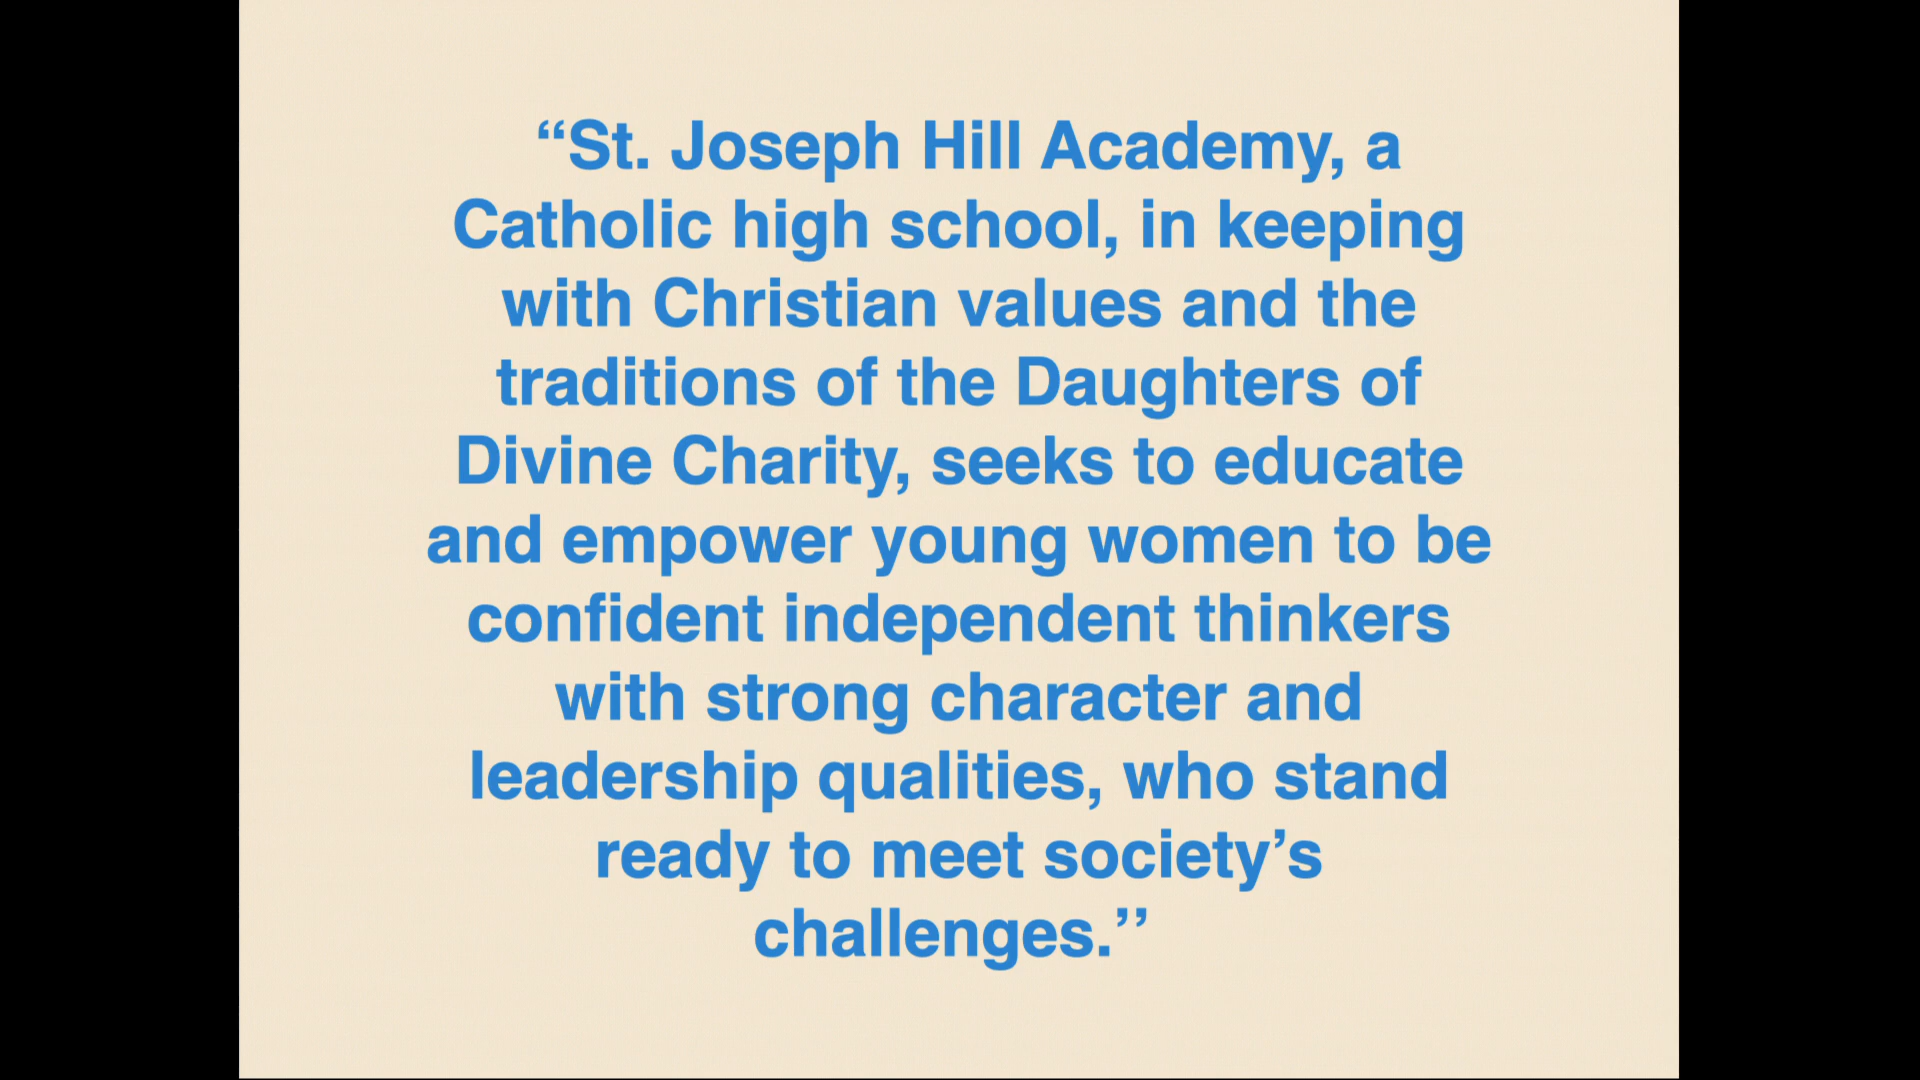 “St. Joseph Hill Academy, a
Catholic high school, in keeping
with Christian values and the
traditions of the Daughters of
Divine Charity, seeks to educate
and empower young women to be
confident independent thinkers
with strong character and
leadership qualities, who stand
ready to meet society’s
challenges.’’